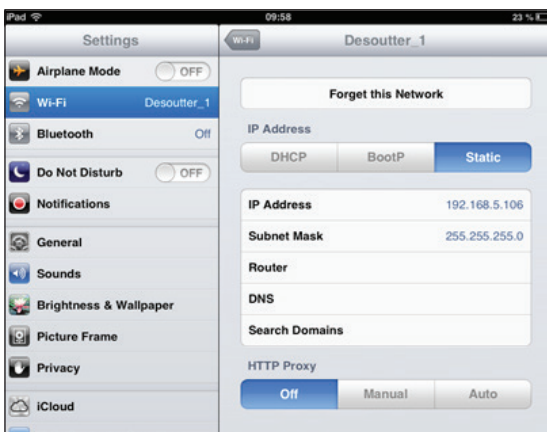 iPad 09:58 23 %
Settings
Airplane Mode OFF
Wi-Fi Desoutter_1
Bluetooth Off
Do Not Disturb OFF
Notifications
General
Sounds
Brightness & Wallpaper
Picture Frame
Privacy
iCloud
Wi-Fi Desoutter_1
Forget this Network
IP Address
DHCP BootP Static
IP Address 192.168.5.106
Subnet Mask 255.255.255.0
Router
DNS
Search Domains
HTTP Proxy
Off Manual Auto